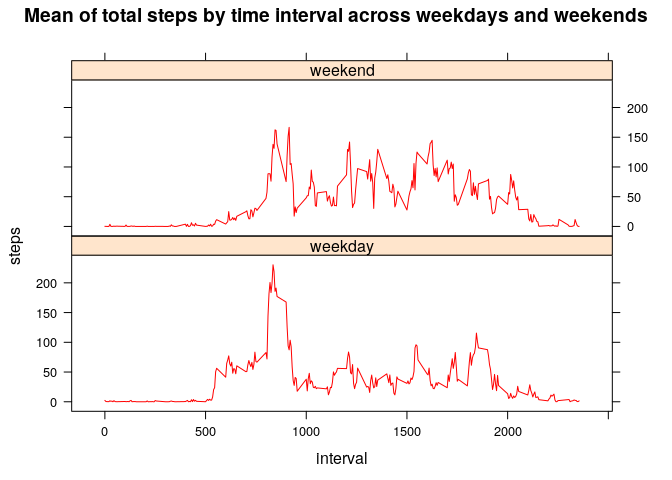 Mean of total steps by time interval across weekdays and weekends
weekend
200
150
100
50
0
steps
weekday
200
150
100
50
0
0 500 1000 1500 2000
interval